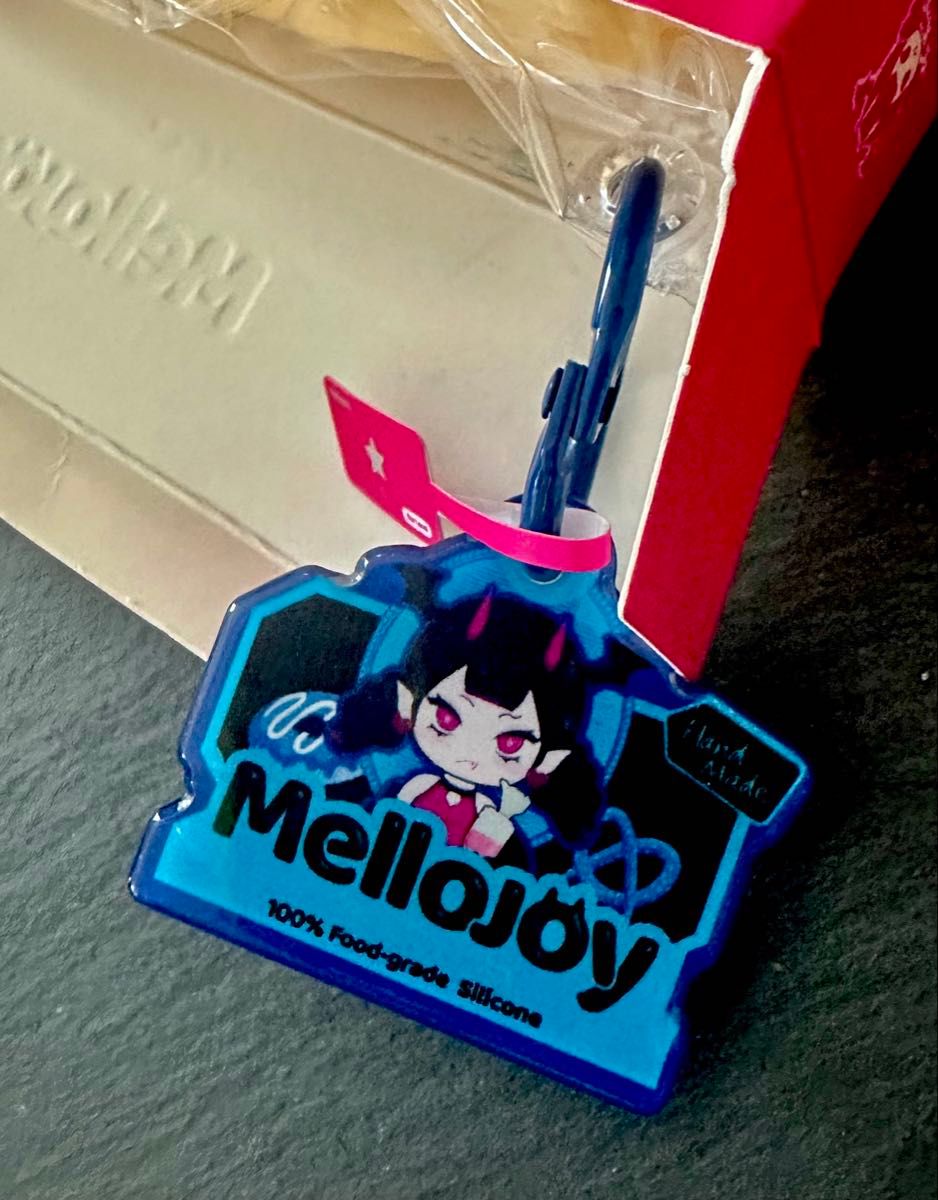 Hand
Made
Mellojoy
100% Food-grade Silicone